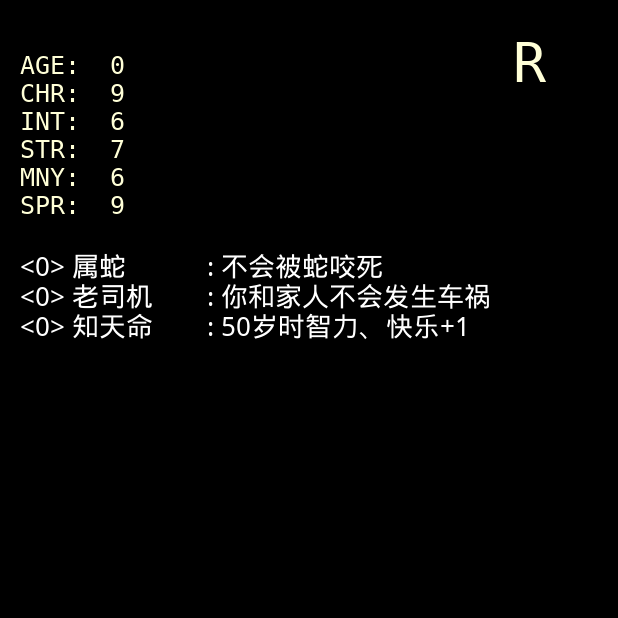 R
AGE: 0
CHR: 9
INT: 6
STR: 7
MNY: 6
SPR: 9
<0> 属蛇 : 不会被蛇咬死
<0> 老司机 : 你和家人不会发生车祸
<0> 知天命 : 50岁时智力、快乐+1